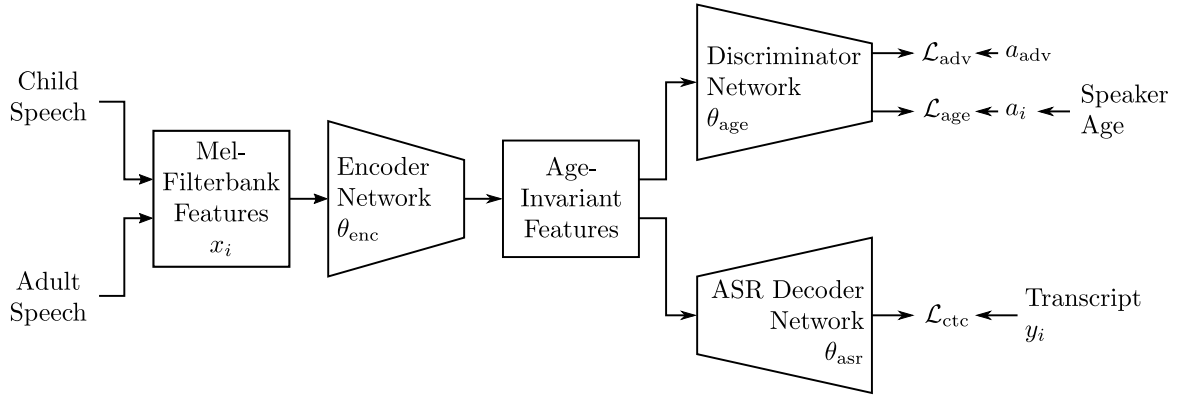 Child
Speech
Adult
Speech
Mel-
Filterbank
Features
x_i
Encoder
Network
θ_enc
Age-
Invariant
Features
Discriminator
Network
θ_age
ℒ_adv
a_adv
ℒ_age
a_i
Speaker
Age
ASR Decoder
Network
θ_asr
ℒ_ctc
Transcript
y_i